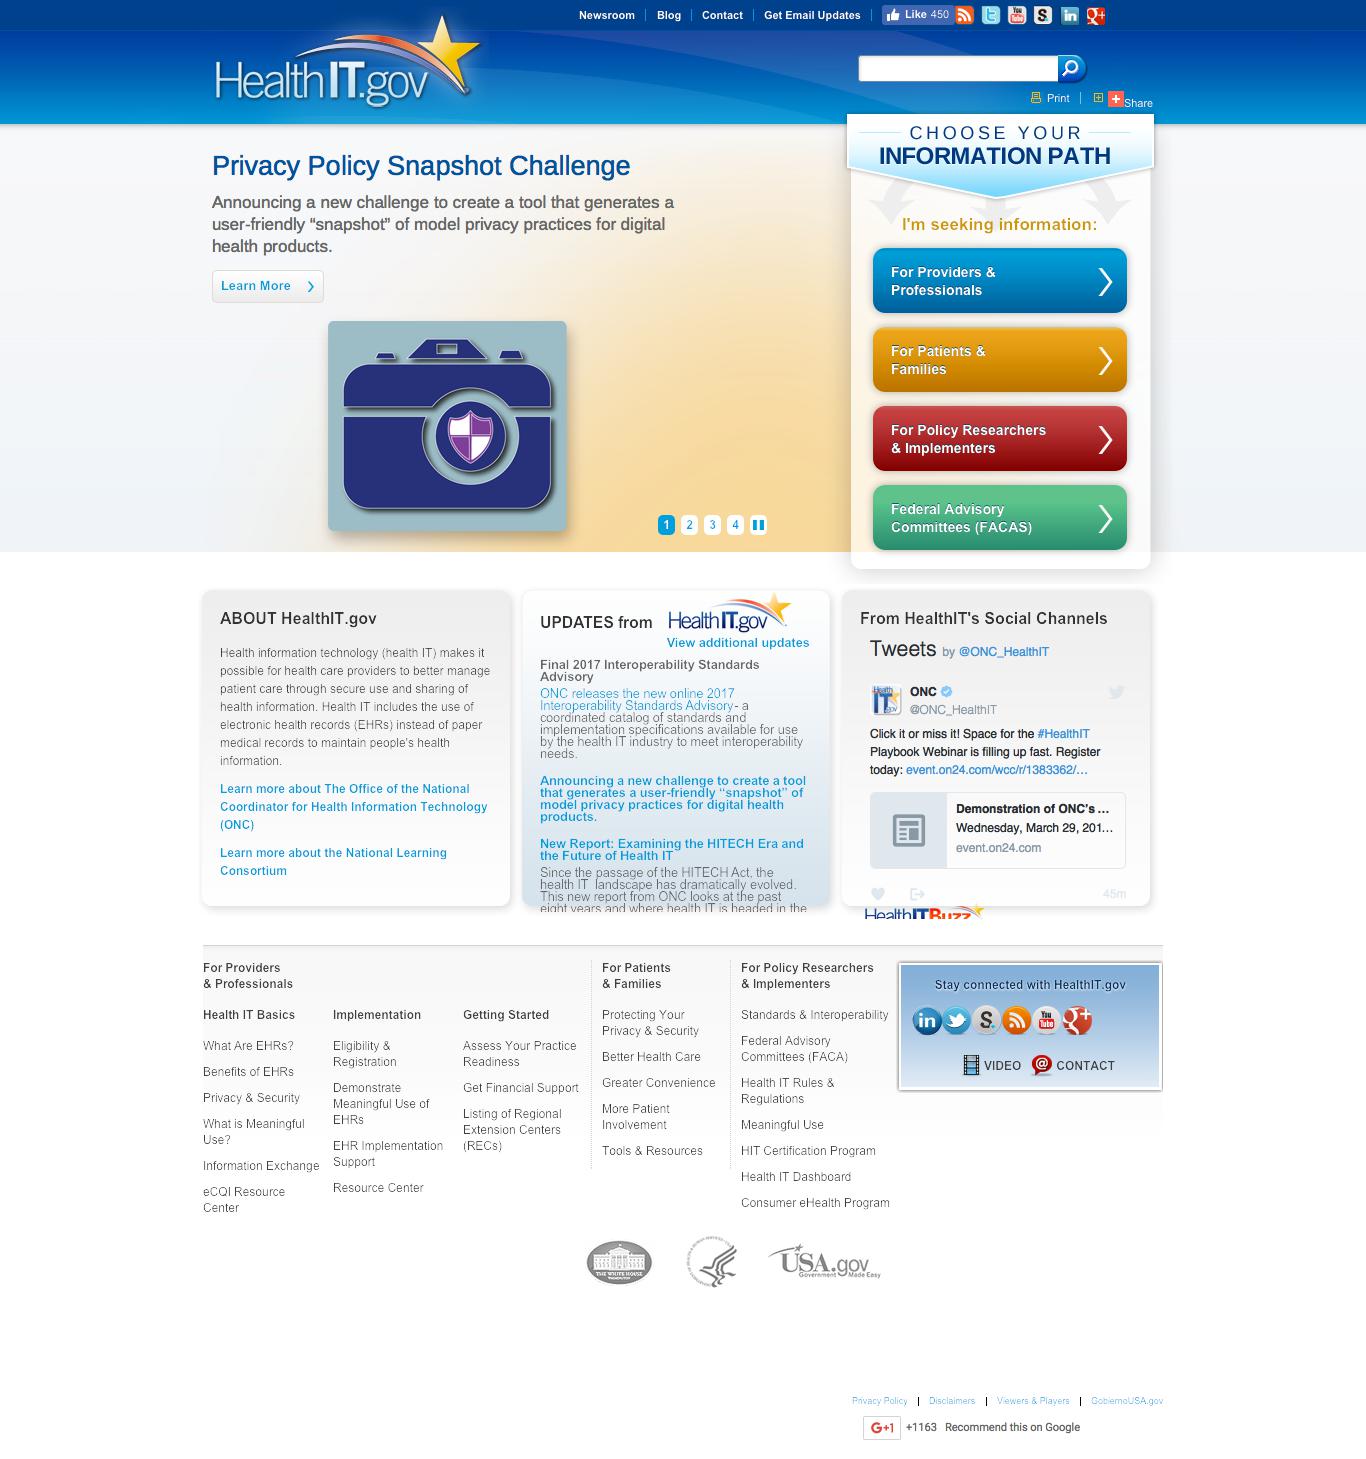 Newsroom
Blog
Contact
Get Email Updates
Like 450
HealthIT.gov
Print
Share
Privacy Policy Snapshot Challenge
Announcing a new challenge to create a tool that generates a
user-friendly “snapshot” of model privacy practices for digital
health products.
Learn More
1 2 3 4
CHOOSE YOUR
INFORMATION PATH
I'm seeking information:
For Providers &
Professionals
For Patients &
Families
For Policy Researchers
& Implementers
Federal Advisory
Committees (FACAS)
ABOUT HealthIT.gov
Health information technology (health IT) makes it
possible for health care providers to better manage
patient care through secure use and sharing of
health information. Health IT includes the use of
electronic health records (EHRs) instead of paper
medical records to maintain people's health
information.
Learn more about The Office of the National
Coordinator for Health Information Technology
(ONC)
Learn more about the National Learning
Consortium
UPDATES from HealthIT.gov
View additional updates
Final 2017 Interoperability Standards
Advisory
ONC releases the new online 2017
Interoperability Standards Advisory- a
coordinated catalog of standards and
implementation specifications available for use
by the health IT industry to meet interoperability
needs.
Announcing a new challenge to create a tool
that generates a user-friendly “snapshot” of
model privacy practices for digital health
products.
New Report: Examining the HITECH Era and
the Future of Health IT
Since the passage of the HITECH Act, the
health IT landscape has dramatically evolved.
This new report from ONC looks at the past
eight years and where health IT is headed in the
From HealthIT's Social Channels
Tweets by @ONC_HealthIT
Health IT .gov
ONC
@ONC_HealthIT
Click it or miss it! Space for the #HealthIT
Playbook Webinar is filling up fast. Register
today: event.on24.com/wcc/r/1383362/…
Demonstration of ONC's ...
Wednesday, March 29, 201...
event.on24.com
45m
HealthITBuzz
For Providers
& Professionals
Health IT Basics
What Are EHRs?
Benefits of EHRs
Privacy & Security
What is Meaningful
Use?
Information Exchange
eCQI Resource
Center
Implementation
Eligibility &
Registration
Demonstrate
Meaningful Use of
EHRs
EHR Implementation
Support
Resource Center
Getting Started
Assess Your Practice
Readiness
Get Financial Support
Listing of Regional
Extension Centers
(RECs)
For Patients
& Families
Protecting Your
Privacy & Security
Better Health Care
Greater Convenience
More Patient
Involvement
Tools & Resources
For Policy Researchers
& Implementers
Standards & Interoperability
Federal Advisory
Committees (FACA)
Health IT Rules &
Regulations
Meaningful Use
HIT Certification Program
Health IT Dashboard
Consumer eHealth Program
Stay connected with HealthIT.gov
VIDEO
CONTACT
THE WHITE HOUSE
WASHINGTON
USA.gov
Government Made Easy
Privacy Policy
Disclaimers
Viewers & Players
GobiernoUSA.gov
G+1
+1163
Recommend this on Google